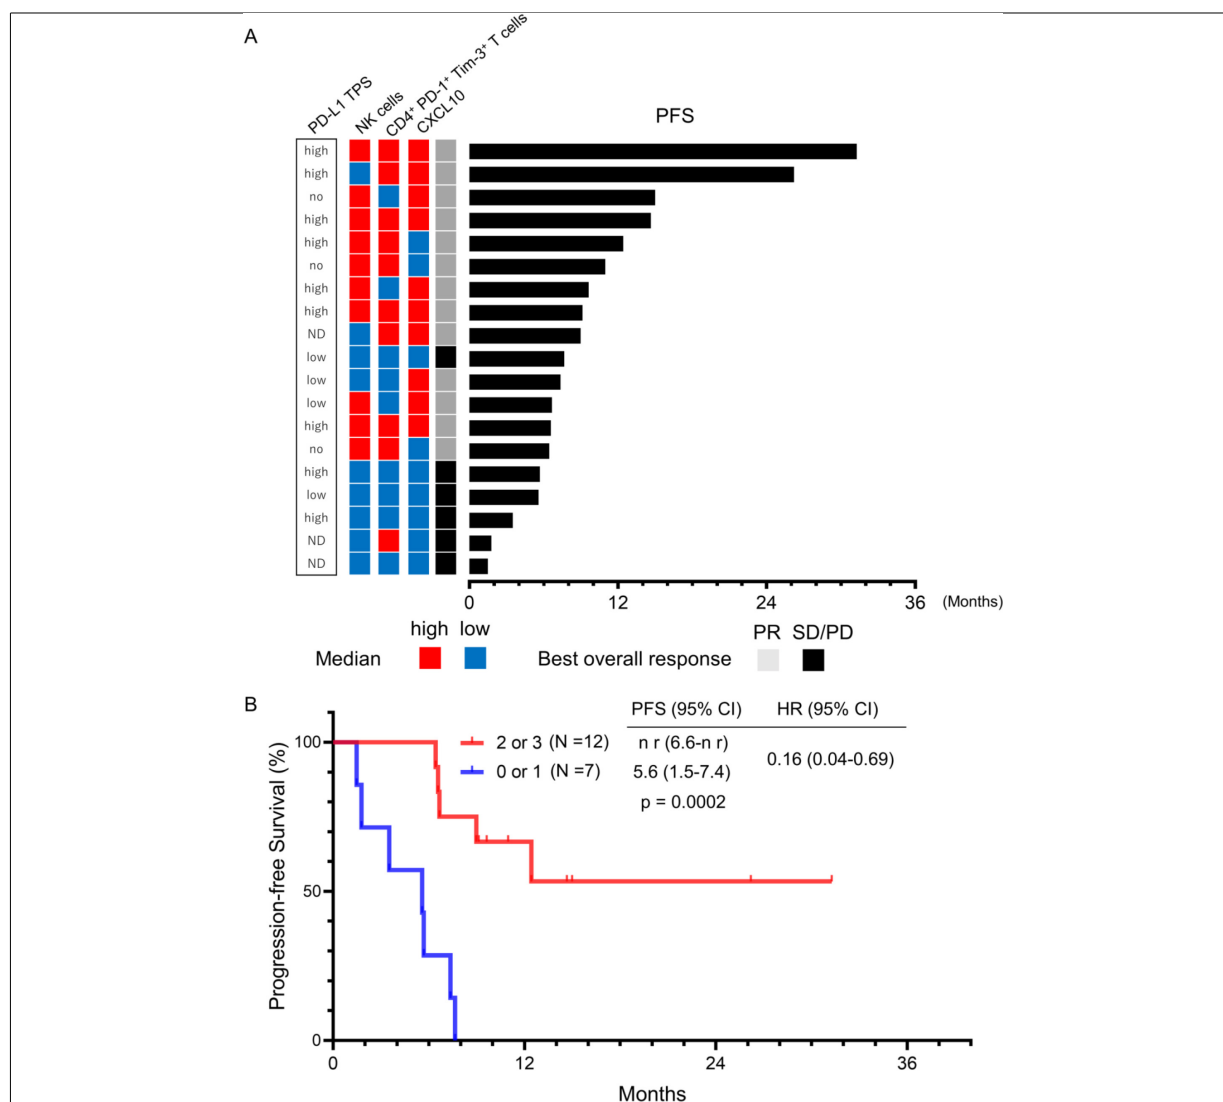 A
PD-L1 TPS
NK cells
CD4+ PD-1+ Tim-3+ T cells
CXCL10
PFS
high
high
no
high
high
no
high
high
ND
low
low
low
high
no
high
low
high
ND
ND
0 12 24 36 (Months)
high low PR SD/PD
Median Best overall response
B
PFS (95% CI) HR (95% CI)
2 or 3 (N =12) n r (6.6-n r) 0.16 (0.04-0.69)
0 or 1 (N =7) 5.6 (1.5-7.4)
p = 0.0002
Progression-free Survival (%)
100
50
0
0 12 24 36
Months